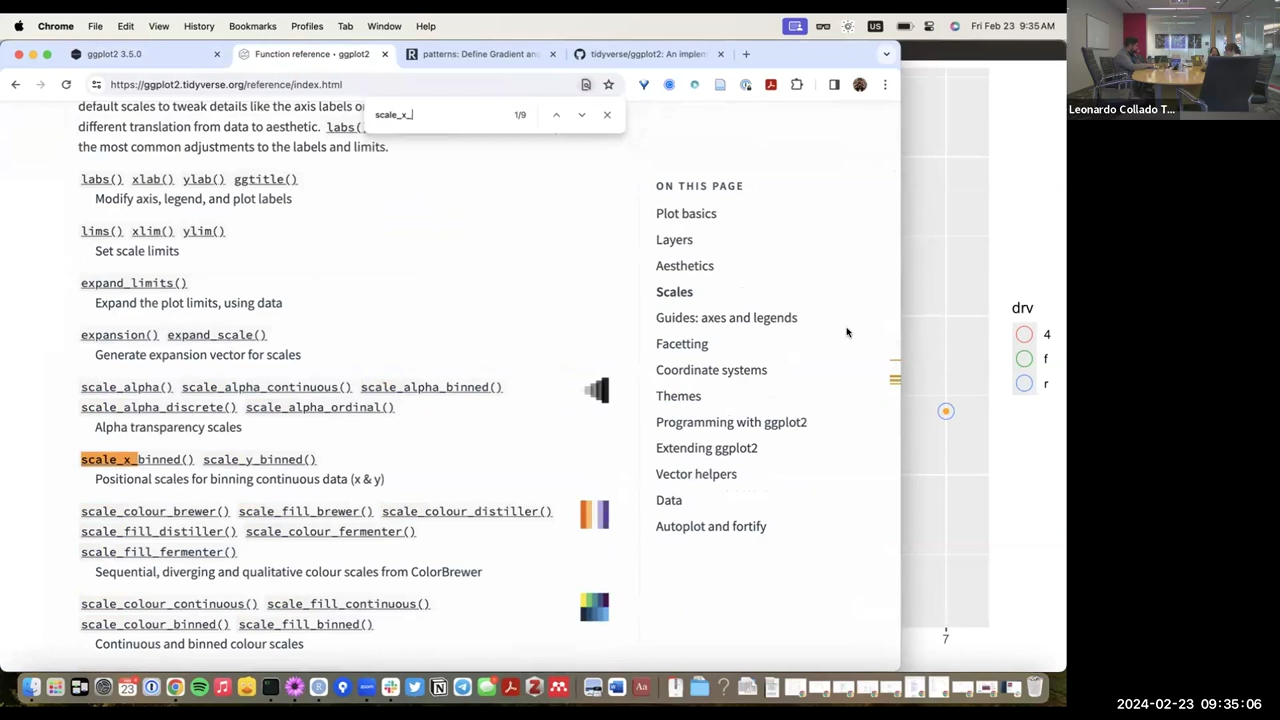 Chrome File Edit View History Bookmarks Profiles Tab Window Help US Fri Feb 23 9:35 AM
ggplot2 3.5.0 Function reference • ggplot2 patterns: Define Gradient an tidyverse/ggplot2: An implem
https://ggplot2.tidyverse.org/reference/index.html
Leonardo Collado T...
scale_x_ 1/9
default scales to tweak details like the axis labels or
different translation from data to aesthetic. labs()
the most common adjustments to the labels and limits.
labs() xlab() ylab() ggtitle()
Modify axis, legend, and plot labels
lims() xlim() ylim()
Set scale limits
expand_limits()
Expand the plot limits, using data
expansion() expand_scale()
Generate expansion vector for scales
scale_alpha() scale_alpha_continuous() scale_alpha_binned()
scale_alpha_discrete() scale_alpha_ordinal()
Alpha transparency scales
scale_x_binned() scale_y_binned()
Positional scales for binning continuous data (x & y)
scale_colour_brewer() scale_fill_brewer() scale_colour_distiller()
scale_fill_distiller() scale_colour_fermenter()
scale_fill_fermenter()
Sequential, diverging and qualitative colour scales from ColorBrewer
scale_colour_continuous() scale_fill_continuous()
scale_colour_binned() scale_fill_binned()
Continuous and binned colour scales
ON THIS PAGE
Plot basics
Layers
Aesthetics
Scales
Guides: axes and legends
Facetting
Coordinate systems
Themes
Programming with ggplot2
Extending ggplot2
Vector helpers
Data
Autoplot and fortify
drv
4
f
r
7
2024-02-23 09:35:06